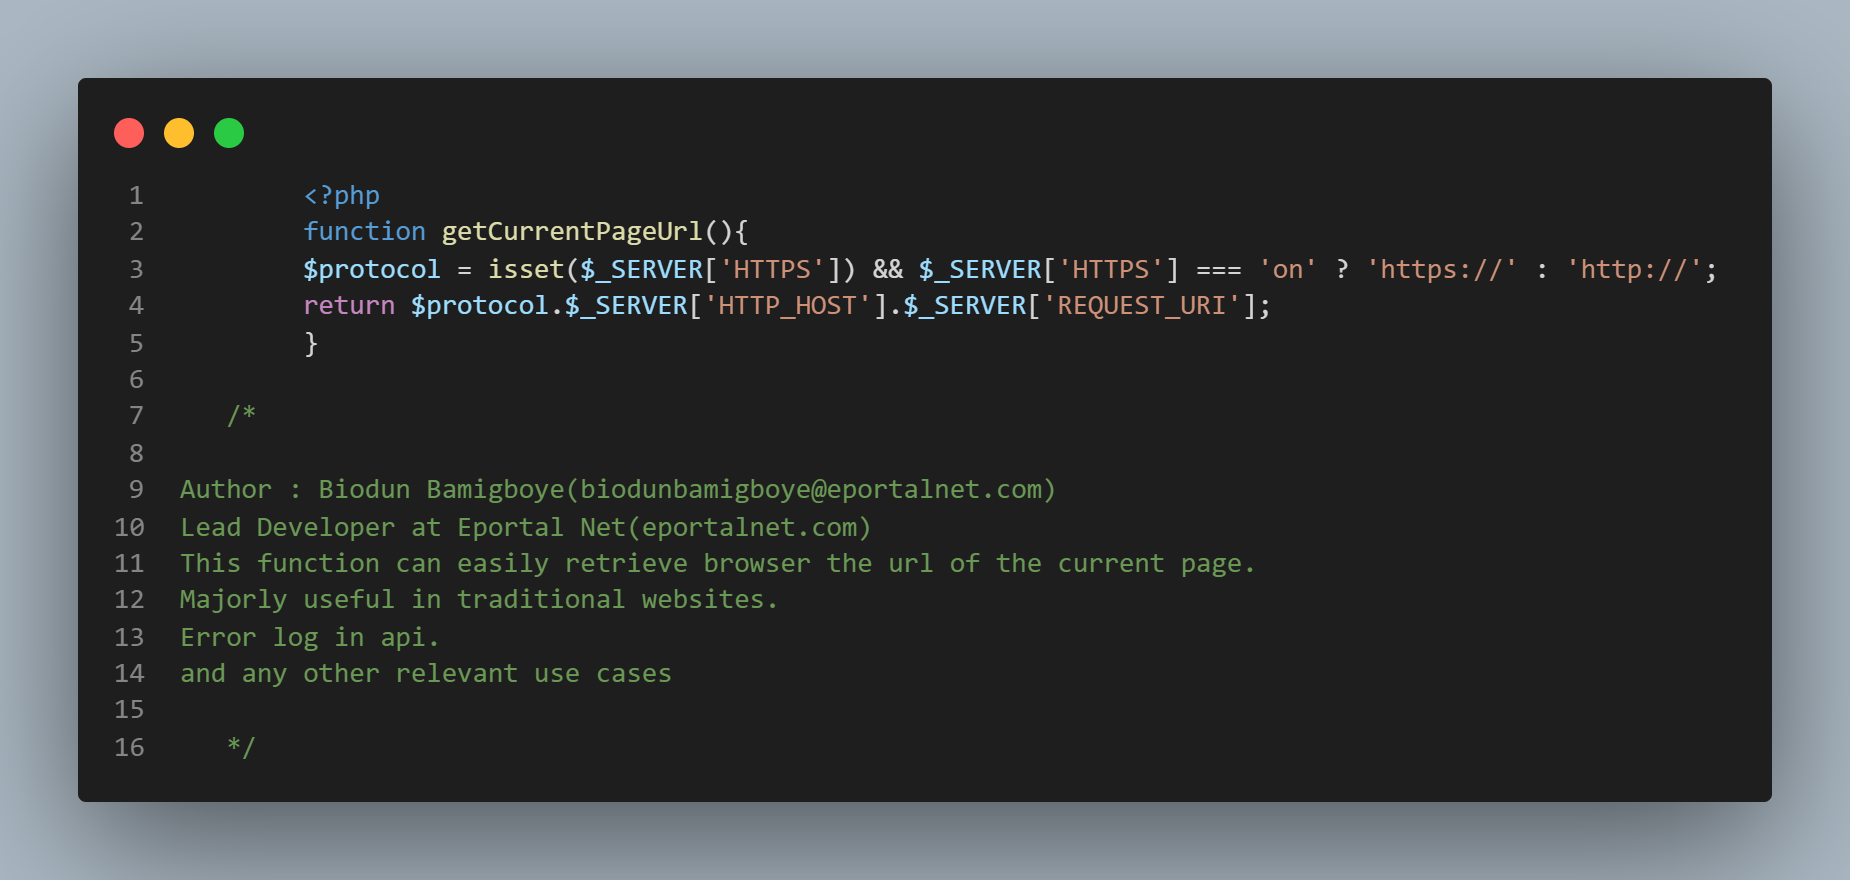 1 <?php
2 function getCurrentPageUrl(){
3 $protocol = isset($_SERVER['HTTPS']) && $_SERVER['HTTPS'] === 'on' ? 'https://' : 'http://';
4 return $protocol.$_SERVER['HTTP_HOST'].$_SERVER['REQUEST_URI'];
5 }
6
7 /*
8
9 Author : Biodun Bamigboye(biodunbamigboye@eportalnet.com)
10 Lead Developer at Eportal Net(eportalnet.com)
11 This function can easily retrieve browser the url of the current page.
12 Majorly useful in traditional websites.
13 Error log in api.
14 and any other relevant use cases
15
16 */